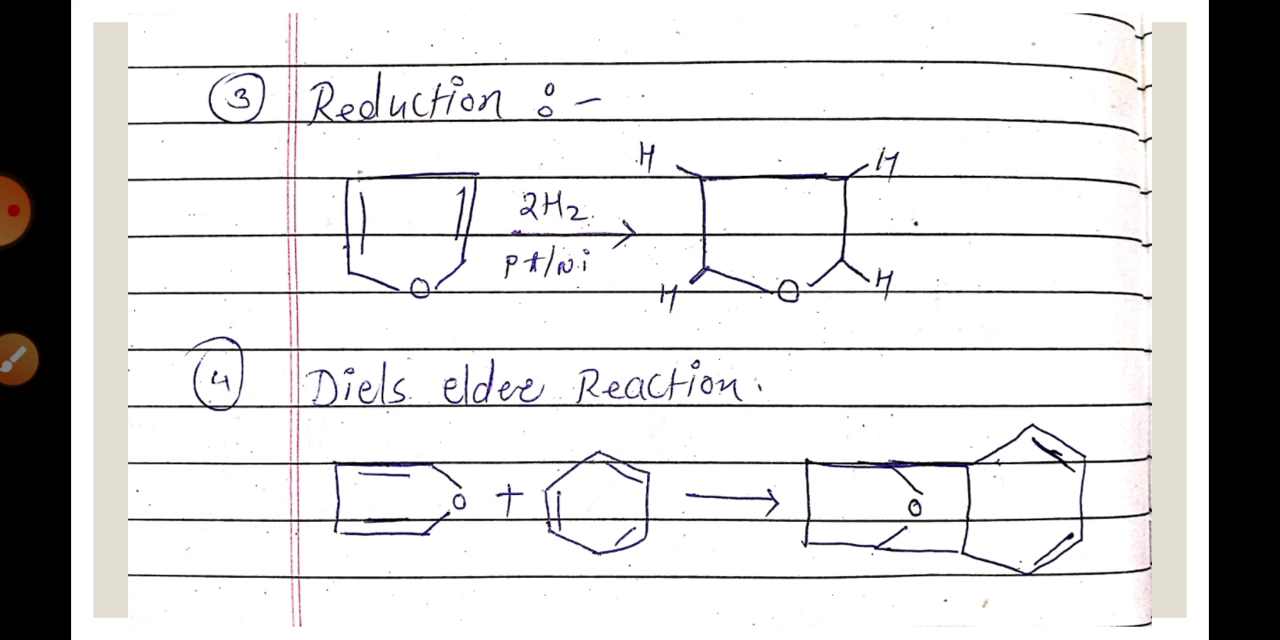 ③ Reduction :-
H H
2H2
Pt/Ni
O H O H
④ Diels elder Reaction.
O + O